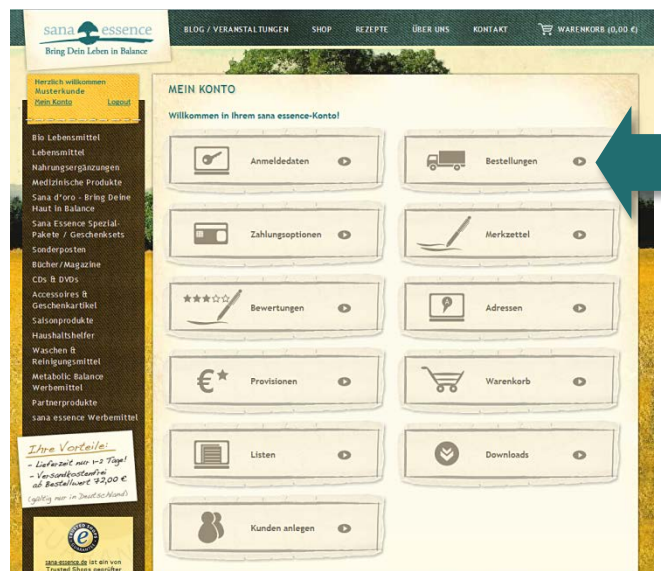 sana essence
Bring Dein Leben in Balance
BLOG / VERANSTALTUNGEN SHOP REZEPTE ÜBER UNS KONTAKT WARENKORB (0,00 €)
Herzlich willkommen
Musterkunde
Mein Konto Logout
Bio Lebensmittel
Lebensmittel
Nahrungsergänzungen
Medizinische Produkte
Sana d'oro - Bring Deine
Haut in Balance
Sana Essence Spezial-
Pakete / Geschenksets
Sonderposten
Bücher/Magazine
CDs & DVDs
Accessoires &
Geschenkartikel
Saisonprodukte
Haushaltshelfer
Waschen &
Reinigungsmittel
Metabolic Balance
Werbemittel
Partnerprodukte
sana essence Werbemittel
Ihre Vorteile:
- Lieferzeit nur 1-2 Tage!
- Versandkostenfrei
ab Bestellwert 72,00 €
(gültig nur in Deutschland)
sana-essence.de ist ein von
Trusted Shops geprüfter
MEIN KONTO
Willkommen in Ihrem sana essence-Konto!
Anmeldedaten
Bestellungen
Zahlungsoptionen
Merkzettel
Bewertungen
Adressen
Provisionen
Warenkorb
Listen
Downloads
Kunden anlegen